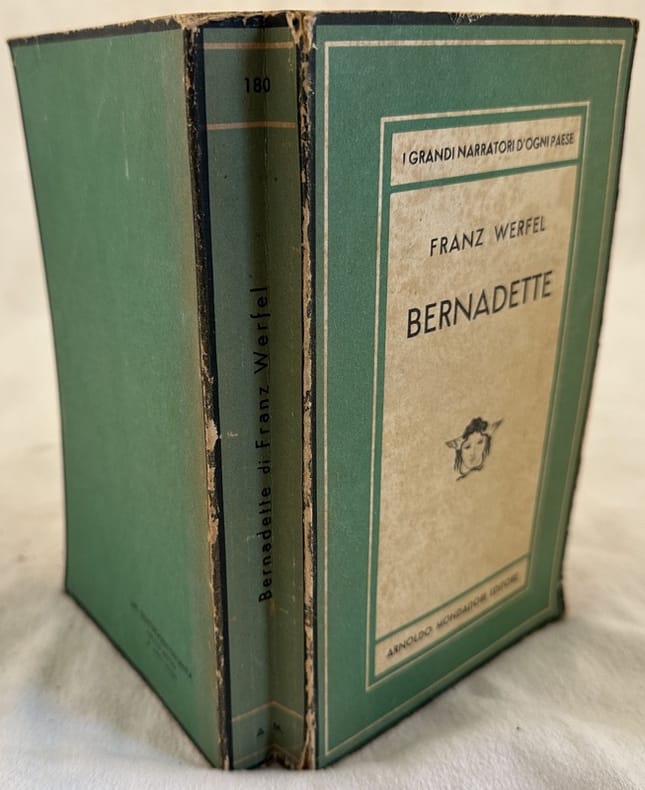 180
Bernadette di Franz Werfel
A. M.
I GRANDI NARRATORI D'OGNI PAESE
FRANZ WERFEL
BERNADETTE
ARNOLDO MONDADORI EDITORE